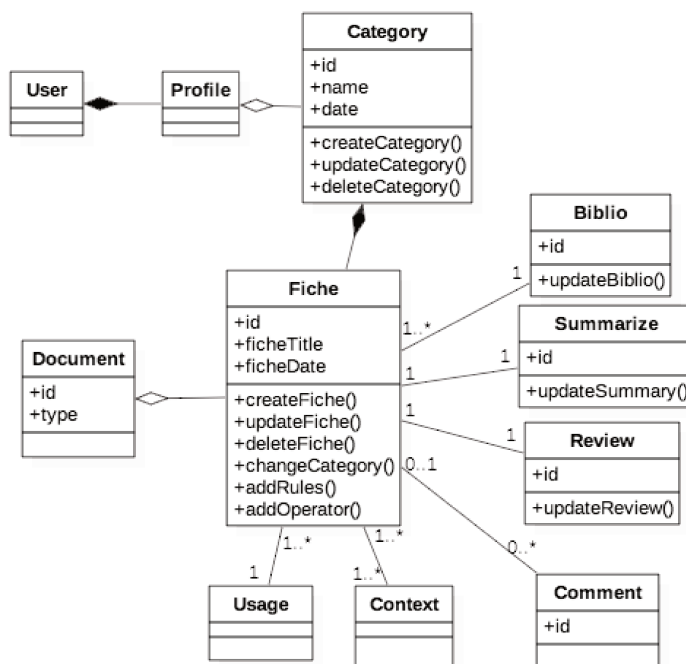 Category
+id
+name
+date
+createCategory()
+updateCategory()
+deleteCategory()
User
Profile
Biblio
+id
+updateBiblio()
1
1..*
Fiche
+id
+ficheTitle
+ficheDate
+createFiche()
+updateFiche()
+deleteFiche()
+changeCategory()
+addRules()
+addOperator()
Summarize
+id
+updateSummary()
1
1
Document
+id
+type
Review
+id
+updateReview()
1
1
0..1
0..*
Comment
+id
1..*
1
Usage
1..*
1..*
Context